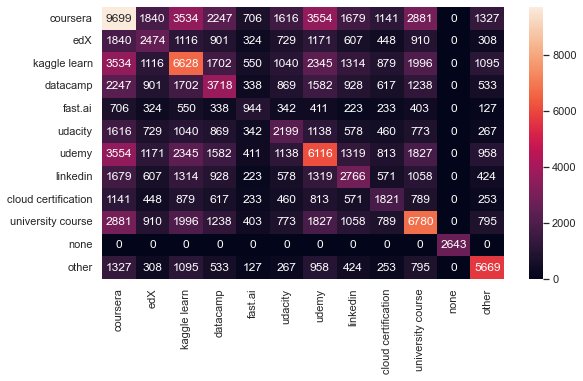 coursera 9699 1840 3534 2247 706 1616 3554 1679 1141 2881 0 1327
edX 1840 2474 1116 901 324 729 1171 607 448 910 0 308
kaggle learn 3534 1116 6628 1702 550 1040 2345 1314 879 1996 0 1095
datacamp 2247 901 1702 3718 338 869 1582 928 617 1238 0 533
fast.ai 706 324 550 338 944 342 411 223 233 403 0 127
udacity 1616 729 1040 869 342 2199 1138 578 460 773 0 267
udemy 3554 1171 2345 1582 411 1138 6116 1319 813 1827 0 958
linkedin 1679 607 1314 928 223 578 1319 2766 571 1058 0 424
cloud certification 1141 448 879 617 233 460 813 571 1821 789 0 253
university course 2881 910 1996 1238 403 773 1827 1058 789 6780 0 795
none 0 0 0 0 0 0 0 0 0 0 2643 0
other 1327 308 1095 533 127 267 958 424 253 795 0 5669
coursera
edX
kaggle learn
datacamp
fast.ai
udacity
udemy
linkedin
cloud certification
university course
none
other
8000
6000
4000
2000
0